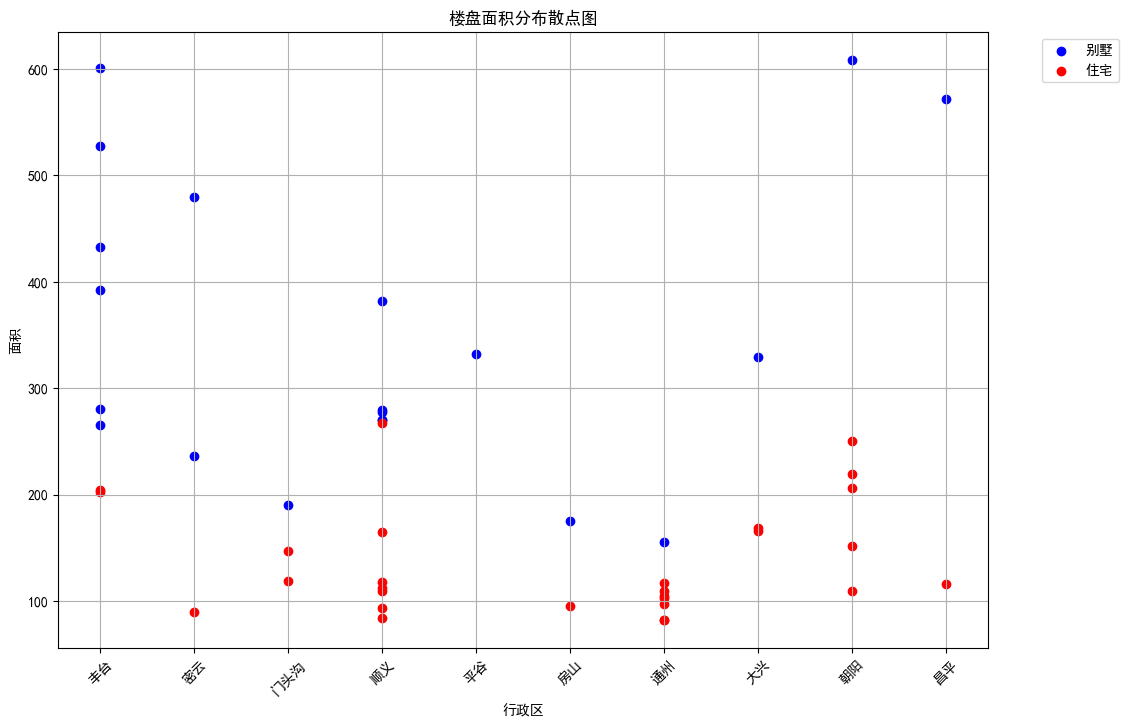 楼盘面积分布散点图
别墅
住宅
600
500
400
300
200
100
面积
丰台
密云
门头沟
顺义
平谷
房山
通州
大兴
朝阳
昌平
行政区